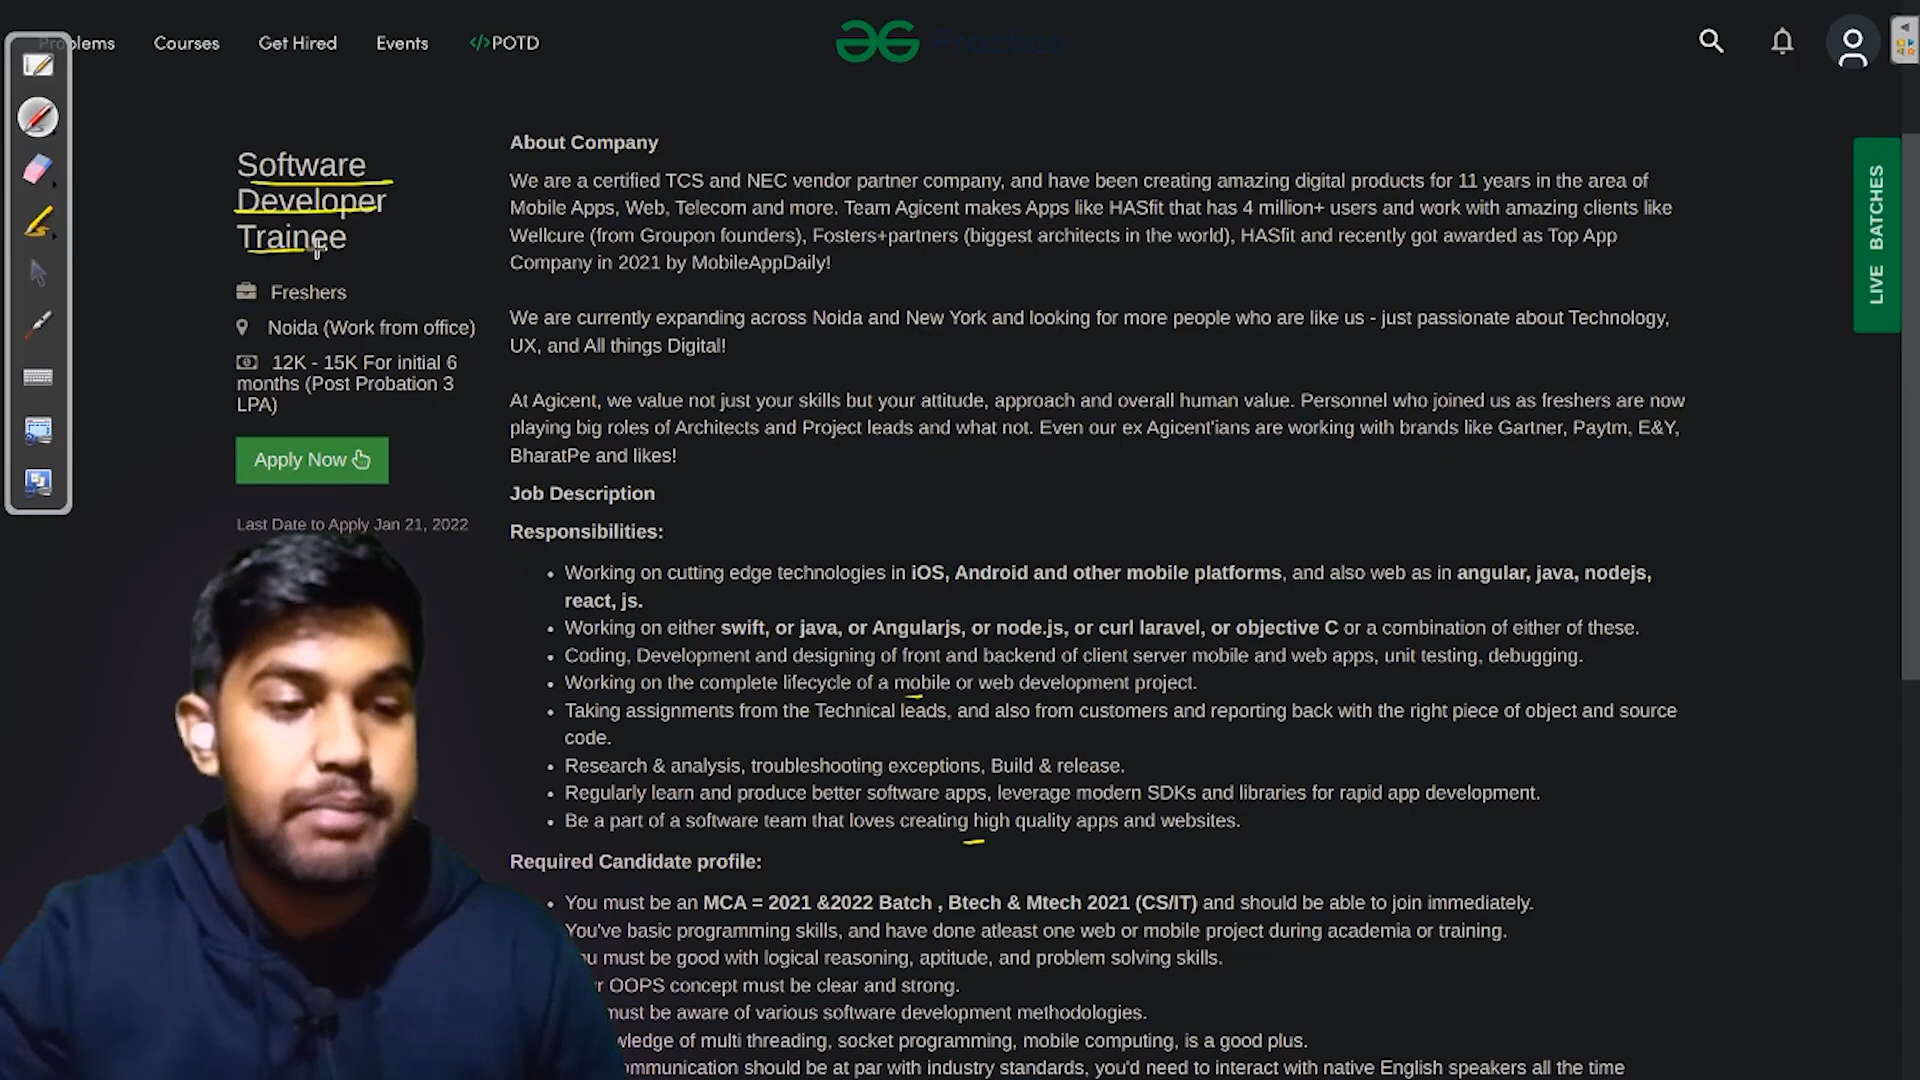 Problems Courses Get Hired Events </>POTD
Practice
Software
Developer
Trainee
Freshers
Noida (Work from office)
12K - 15K For initial 6
months (Post Probation 3
LPA)
Apply Now
Last Date to Apply Jan 21, 2022
About Company
We are a certified TCS and NEC vendor partner company, and have been creating amazing digital products for 11 years in the area of
Mobile Apps, Web, Telecom and more. Team Agicent makes Apps like HASfit that has 4 million+ users and work with amazing clients like
Wellcure (from Groupon founders), Fosters+partners (biggest architects in the world), HASfit and recently got awarded as Top App
Company in 2021 by MobileAppDaily!
We are currently expanding across Noida and New York and looking for more people who are like us - just passionate about Technology,
UX, and All things Digital!
At Agicent, we value not just your skills but your attitude, approach and overall human value. Personnel who joined us as freshers are now
playing big roles of Architects and Project leads and what not. Even our ex Agicent'ians are working with brands like Gartner, Paytm, E&Y,
BharatPe and likes!
Job Description
Responsibilities:
• Working on cutting edge technologies in iOS, Android and other mobile platforms, and also web as in angular, java, nodejs,
react, js.
• Working on either swift, or java, or Angularjs, or node.js, or curl laravel, or objective C or a combination of either of these.
• Coding, Development and designing of front and backend of client server mobile and web apps, unit testing, debugging.
• Working on the complete lifecycle of a mobile or web development project.
• Taking assignments from the Technical leads, and also from customers and reporting back with the right piece of object and source
code.
• Research & analysis, troubleshooting exceptions, Build & release.
• Regularly learn and produce better software apps, leverage modern SDKs and libraries for rapid app development.
• Be a part of a software team that loves creating high quality apps and websites.
Required Candidate profile:
• You must be an MCA = 2021 &2022 Batch , Btech & Mtech 2021 (CS/IT) and should be able to join immediately.
You've basic programming skills, and have done atleast one web or mobile project during academia or training.
must be good with logical reasoning, aptitude, and problem solving skills.
OOPS concept must be clear and strong.
must be aware of various software development methodologies.
of multi threading, socket programming, mobile computing, is a good plus.
should be at par with industry standards, you'd need to interact with native English speakers all the time
LIVE BATCHES